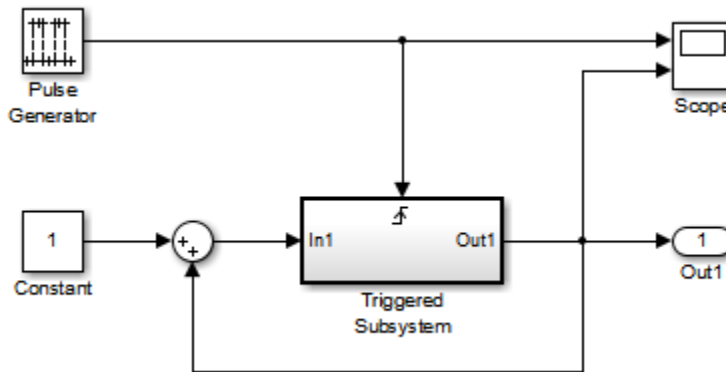 Pulse
Generator
Scope
1
Constant
+
+
In1
Out1
Triggered
Subsystem
1
Out1